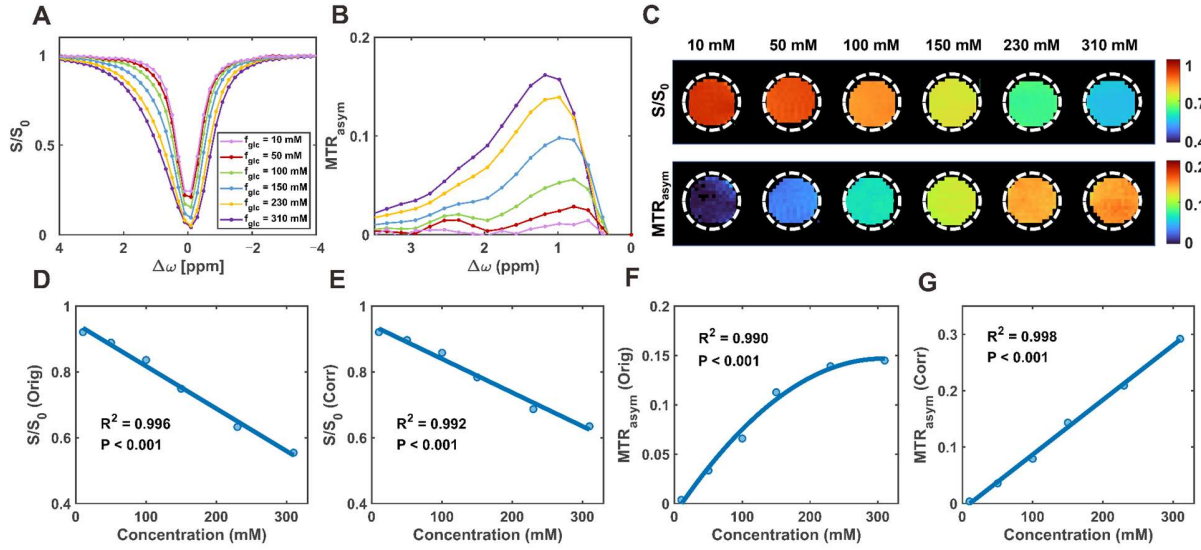 A
S/S0
1
0.5
0
4
2
0
−2
−4
Δω [ppm]
fglc = 10 mM
fglc = 50 mM
fglc = 100 mM
fglc = 150 mM
fglc = 230 mM
fglc = 310 mM
B
MTRasym
0.2
0.1
0
3
2
1
0
Δω (ppm)
C
10 mM 50 mM 100 mM 150 mM 230 mM 310 mM
S/S0
1
0.7
0.4
MTRasym
0.2
0.1
0
D
S/S0 (Orig)
1
0.8
0.6
0.4
R2 = 0.996
P < 0.001
0 100 200 300
Concentration (mM)
E
S/S0 (Corr)
1
0.8
0.6
0.4
R2 = 0.992
P < 0.001
0 100 200 300
Concentration (mM)
F
MTRasym (Orig)
0.2
0.15
0.1
0.05
0
R2 = 0.990
P < 0.001
0 100 200 300
Concentration (mM)
G
MTRasym (Corr)
0.3
0.2
0.1
0
R2 = 0.998
P < 0.001
0 100 200 300
Concentration (mM)